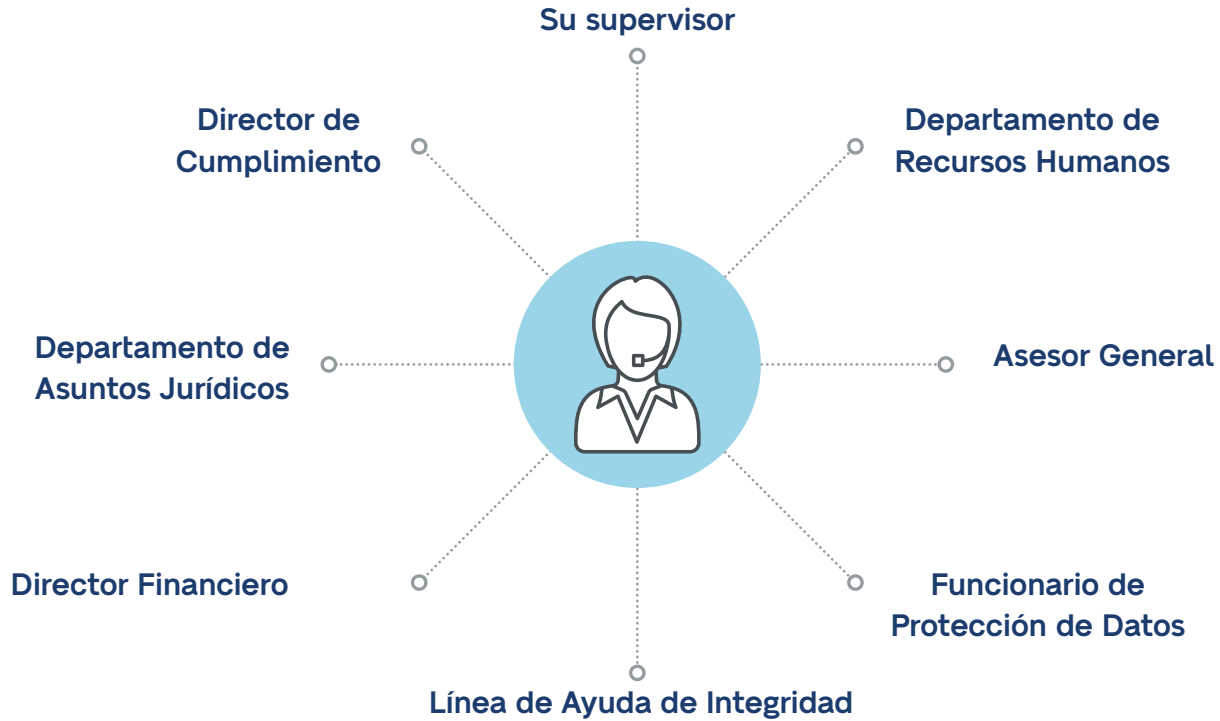 Su supervisor
Director de
Cumplimiento
Departamento de
Recursos Humanos
Departamento de
Asuntos Jurídicos
Asesor General
Director Financiero
Funcionario de
Protección de Datos
Línea de Ayuda de Integridad